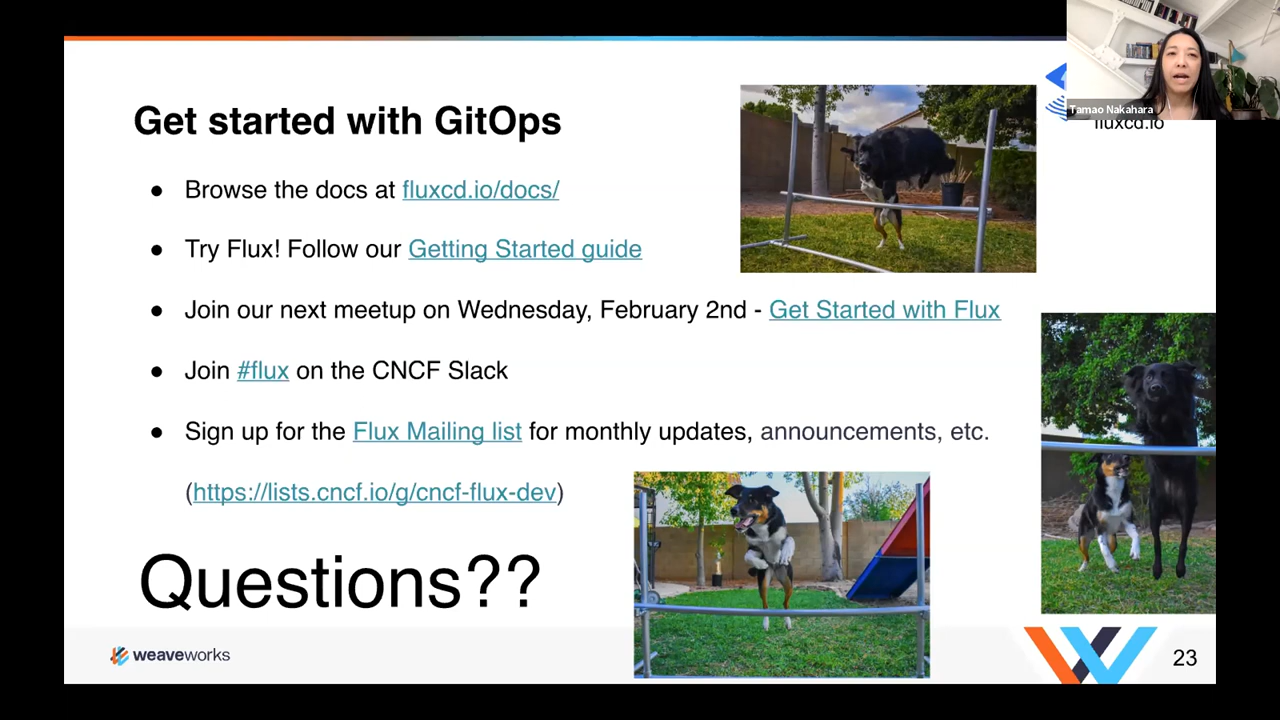 Get started with GitOps
● Browse the docs at fluxcd.io/docs/
● Try Flux! Follow our Getting Started guide
● Join our next meetup on Wednesday, February 2nd - Get Started with Flux
● Join #flux on the CNCF Slack
● Sign up for the Flux Mailing list for monthly updates, announcements, etc.
(https://lists.cncf.io/g/cncf-flux-dev)
Questions??
weaveworks
23
Tamao Nakahara
fluxcd.io